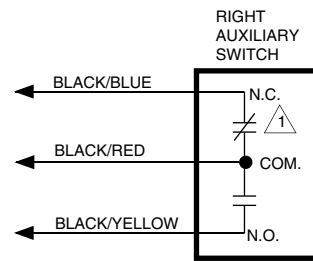 RIGHT
AUXILIARY
SWITCH
BLACK/BLUE
N.C.
1
BLACK/RED
COM.
BLACK/YELLOW
N.O.